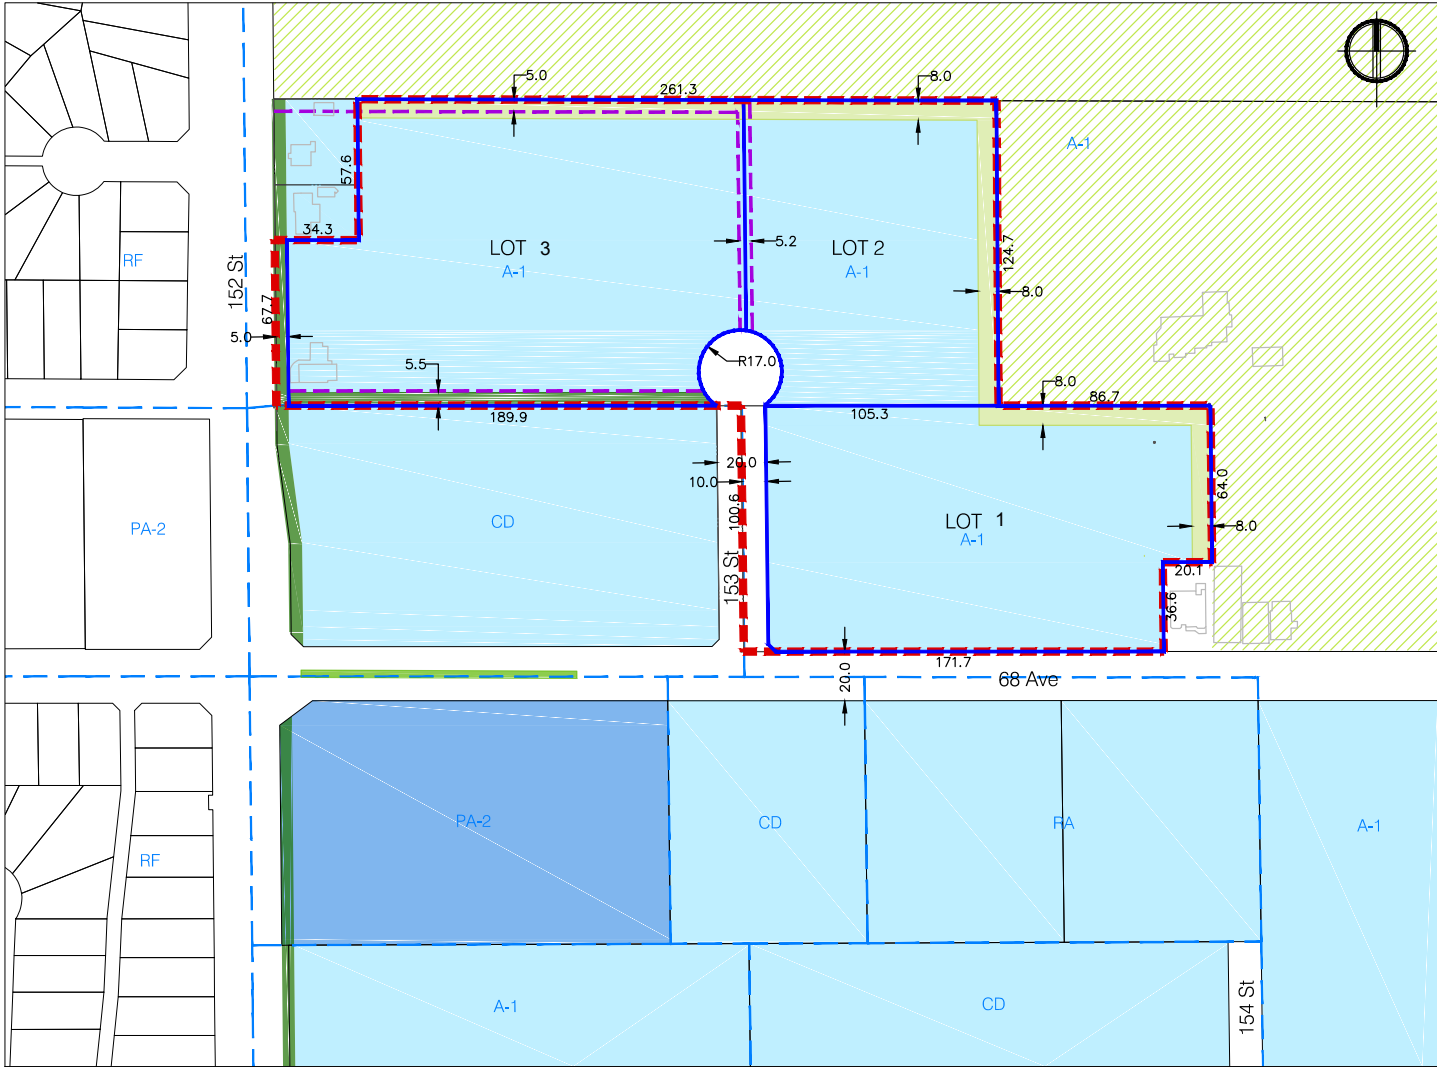 5.0
261.3
8.0
A-1
57.6
34.3
RF
152 St
67.7
5.0
LOT 3
A-1
5.2
LOT 2
A-1
124.7
8.0
R17.0
5.5
189.9
105.3
8.0
86.7
20.0
10.0
100.6
153 St
64.0
8.0
PA-2
CD
LOT 1
A-1
20.1
36.6
171.7
20.0
68 Ave
PA-2
CD
RA
A-1
RF
A-1
CD
154 St